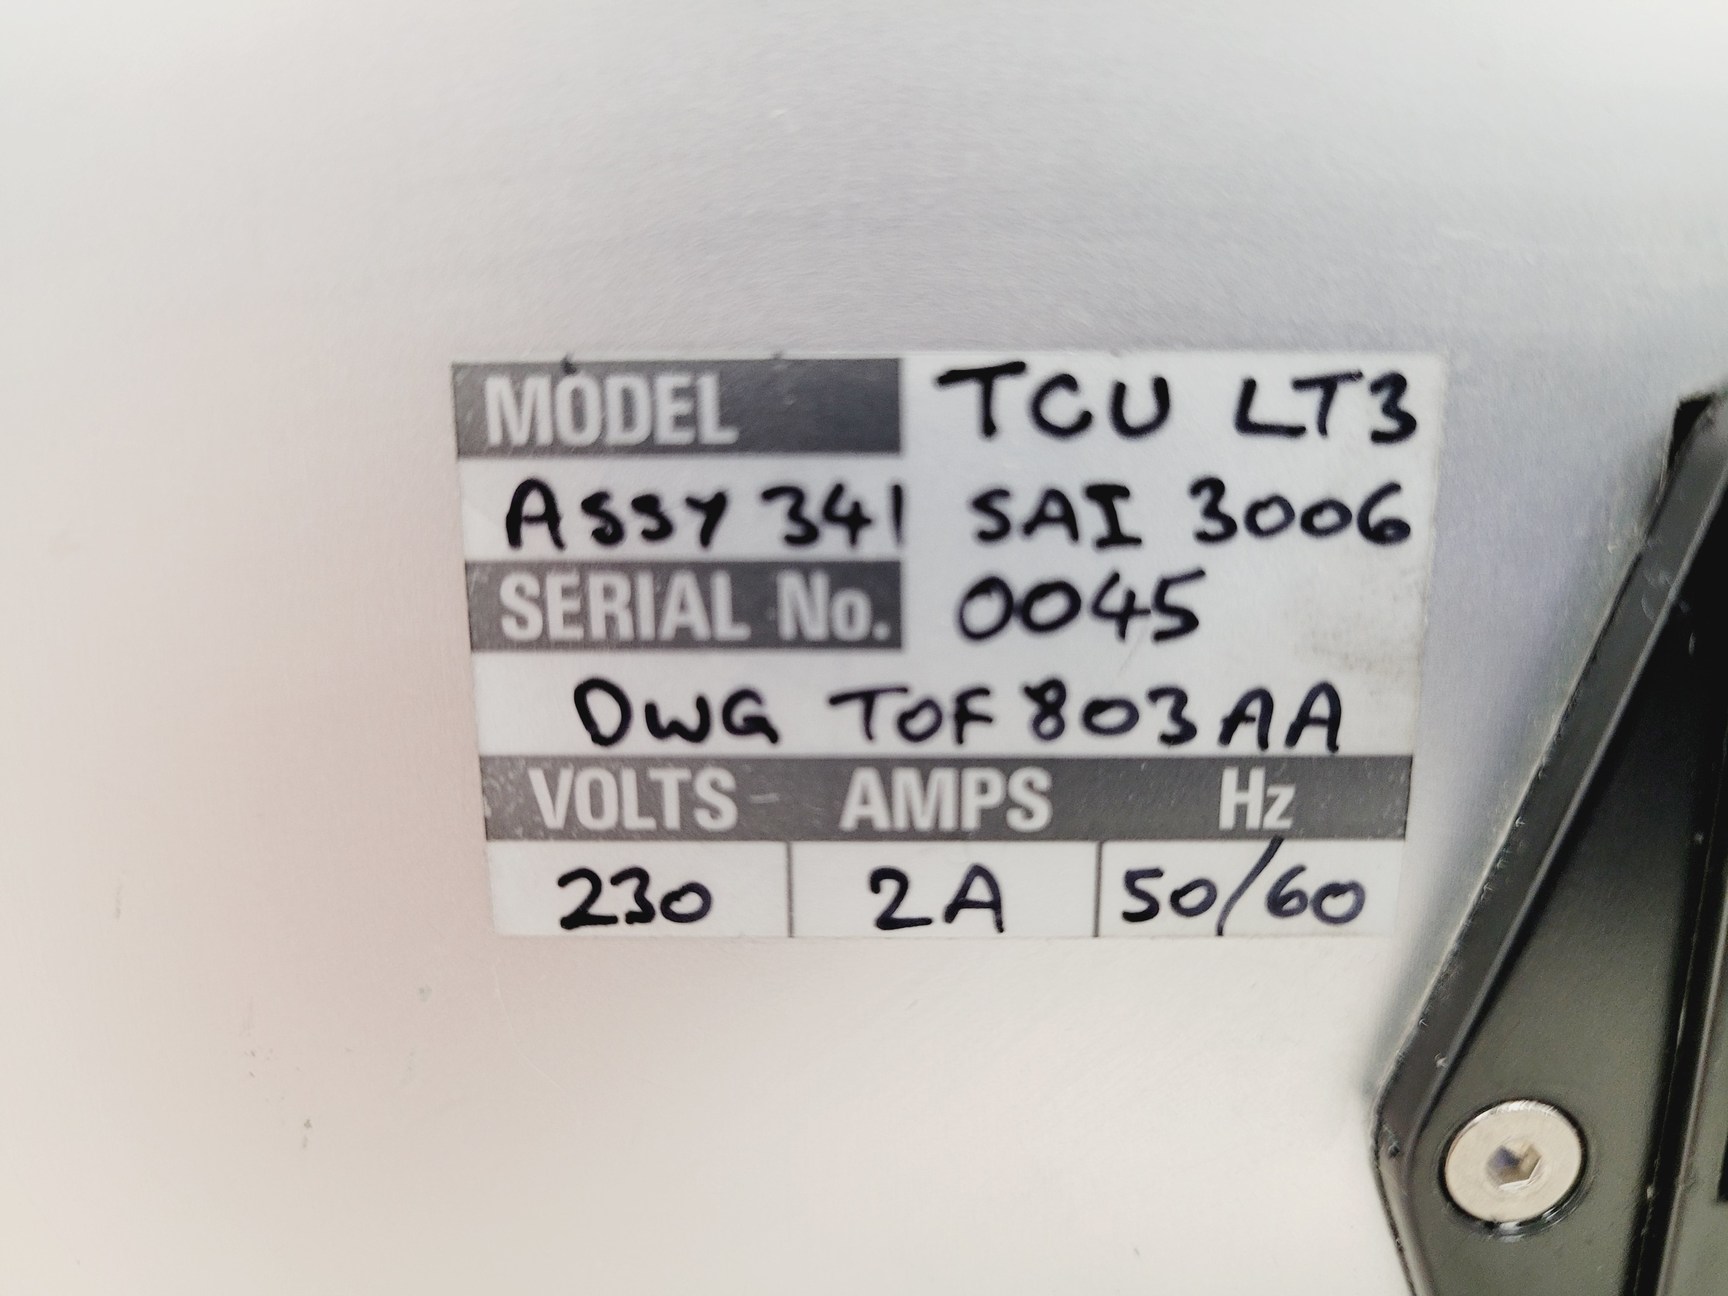 MODEL TCU LT3
ASSY 341 SAI 3006
SERIAL No. 0045
DWG TOF 803 AA
VOLTS AMPS Hz
230 2A 50/60